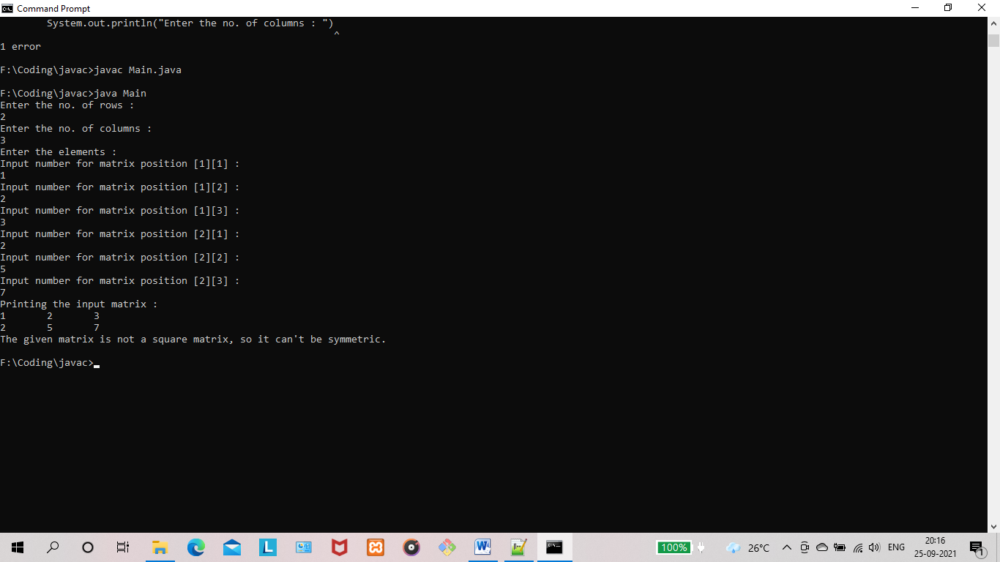 Command Prompt
System.out.println("Enter the no. of columns : ")
^
1 error
F:\Coding\javac>javac Main.java
F:\Coding\javac>java Main
Enter the no. of rows :
2
Enter the no. of columns :
3
Enter the elements :
Input number for matrix position [1][1] :
1
Input number for matrix position [1][2] :
2
Input number for matrix position [1][3] :
3
Input number for matrix position [2][1] :
2
Input number for matrix position [2][2] :
5
Input number for matrix position [2][3] :
7
Printing the input matrix :
1 2 3
2 5 7
The given matrix is not a square matrix, so it can't be symmetric.
F:\Coding\javac>
100% 26°C ENG 20:16
25-09-2021
1